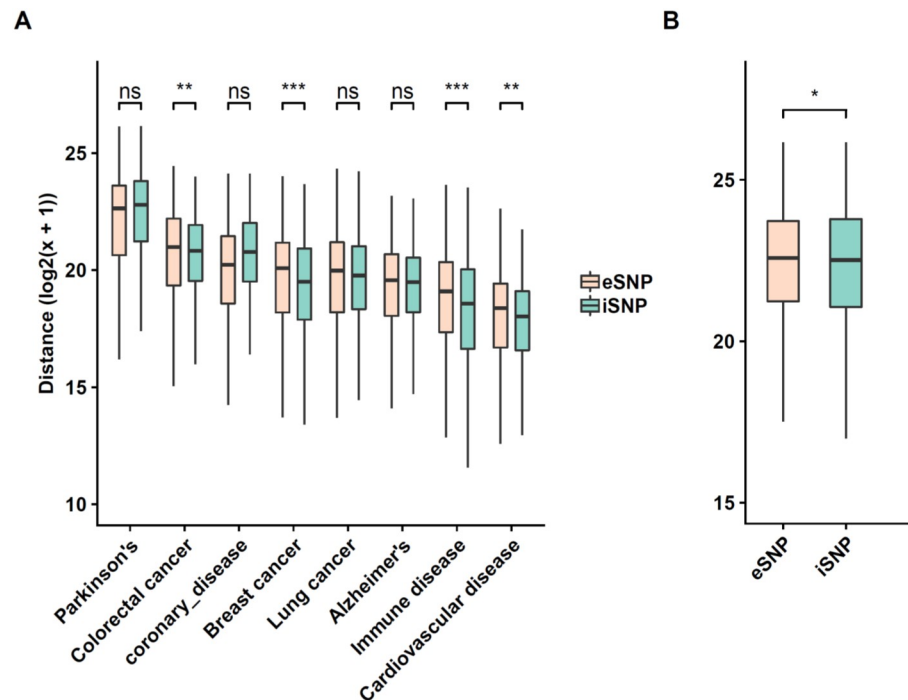 A
B
ns
**
ns
***
ns
ns
***
**
*
Distance (log2(x + 1))
25
20
15
10
eSNP
iSNP
25
20
15
Parkinson's
Colorectal cancer
coronary_disease
Breast cancer
Lung cancer
Alzheimer's
Immune disease
Cardiovascular disease
eSNP
iSNP